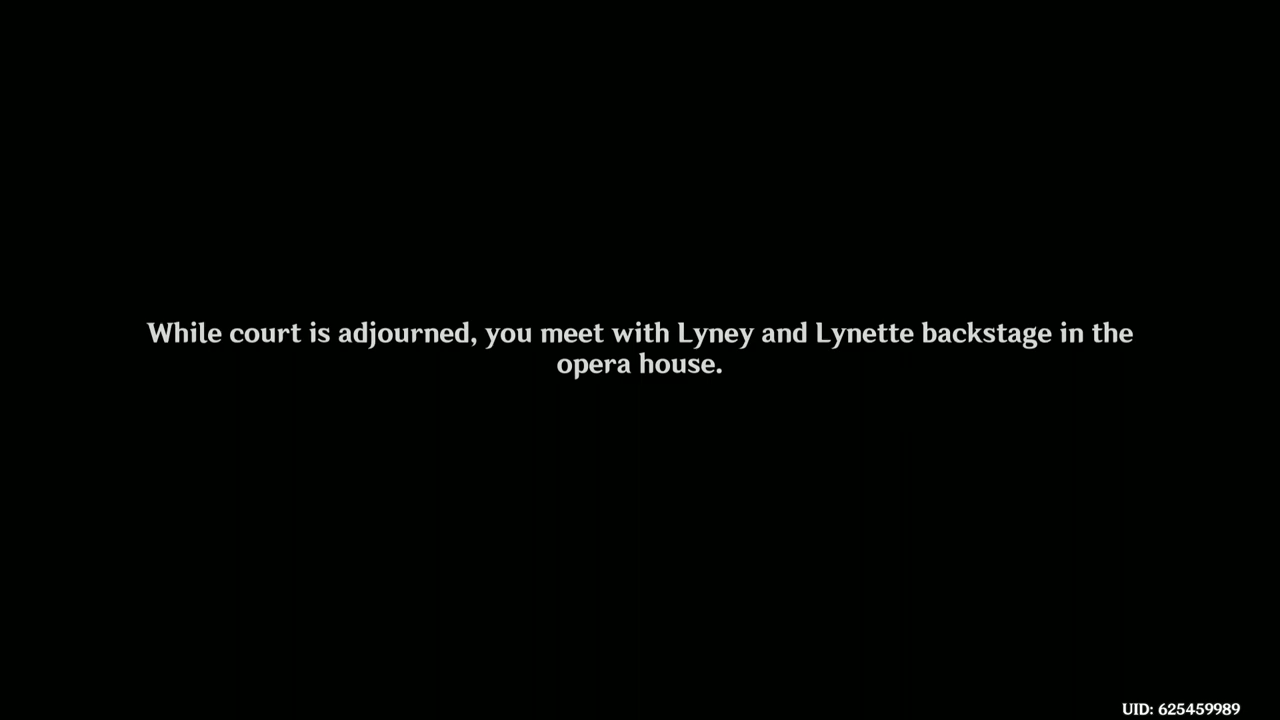 While court is adjourned, you meet with Lyney and Lynette backstage in the
opera house.
UID: 625459989